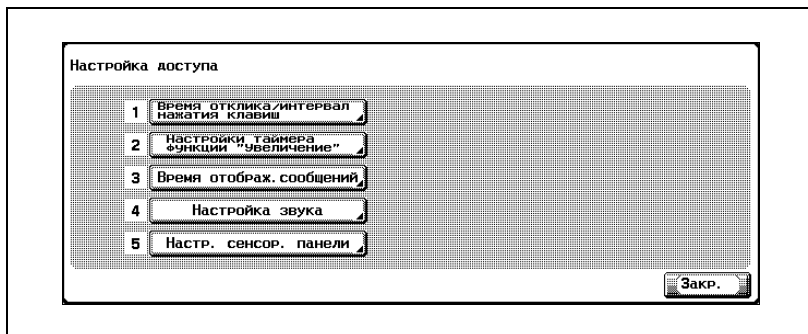 Настройка доступа
1 Время отклика/интервал
нажатия клавиш
2 Настройки таймера
функции "Увеличение"
3 Время отображ.сообщений
4 Настройка звука
5 Настр. сенсор. панели
Закр.